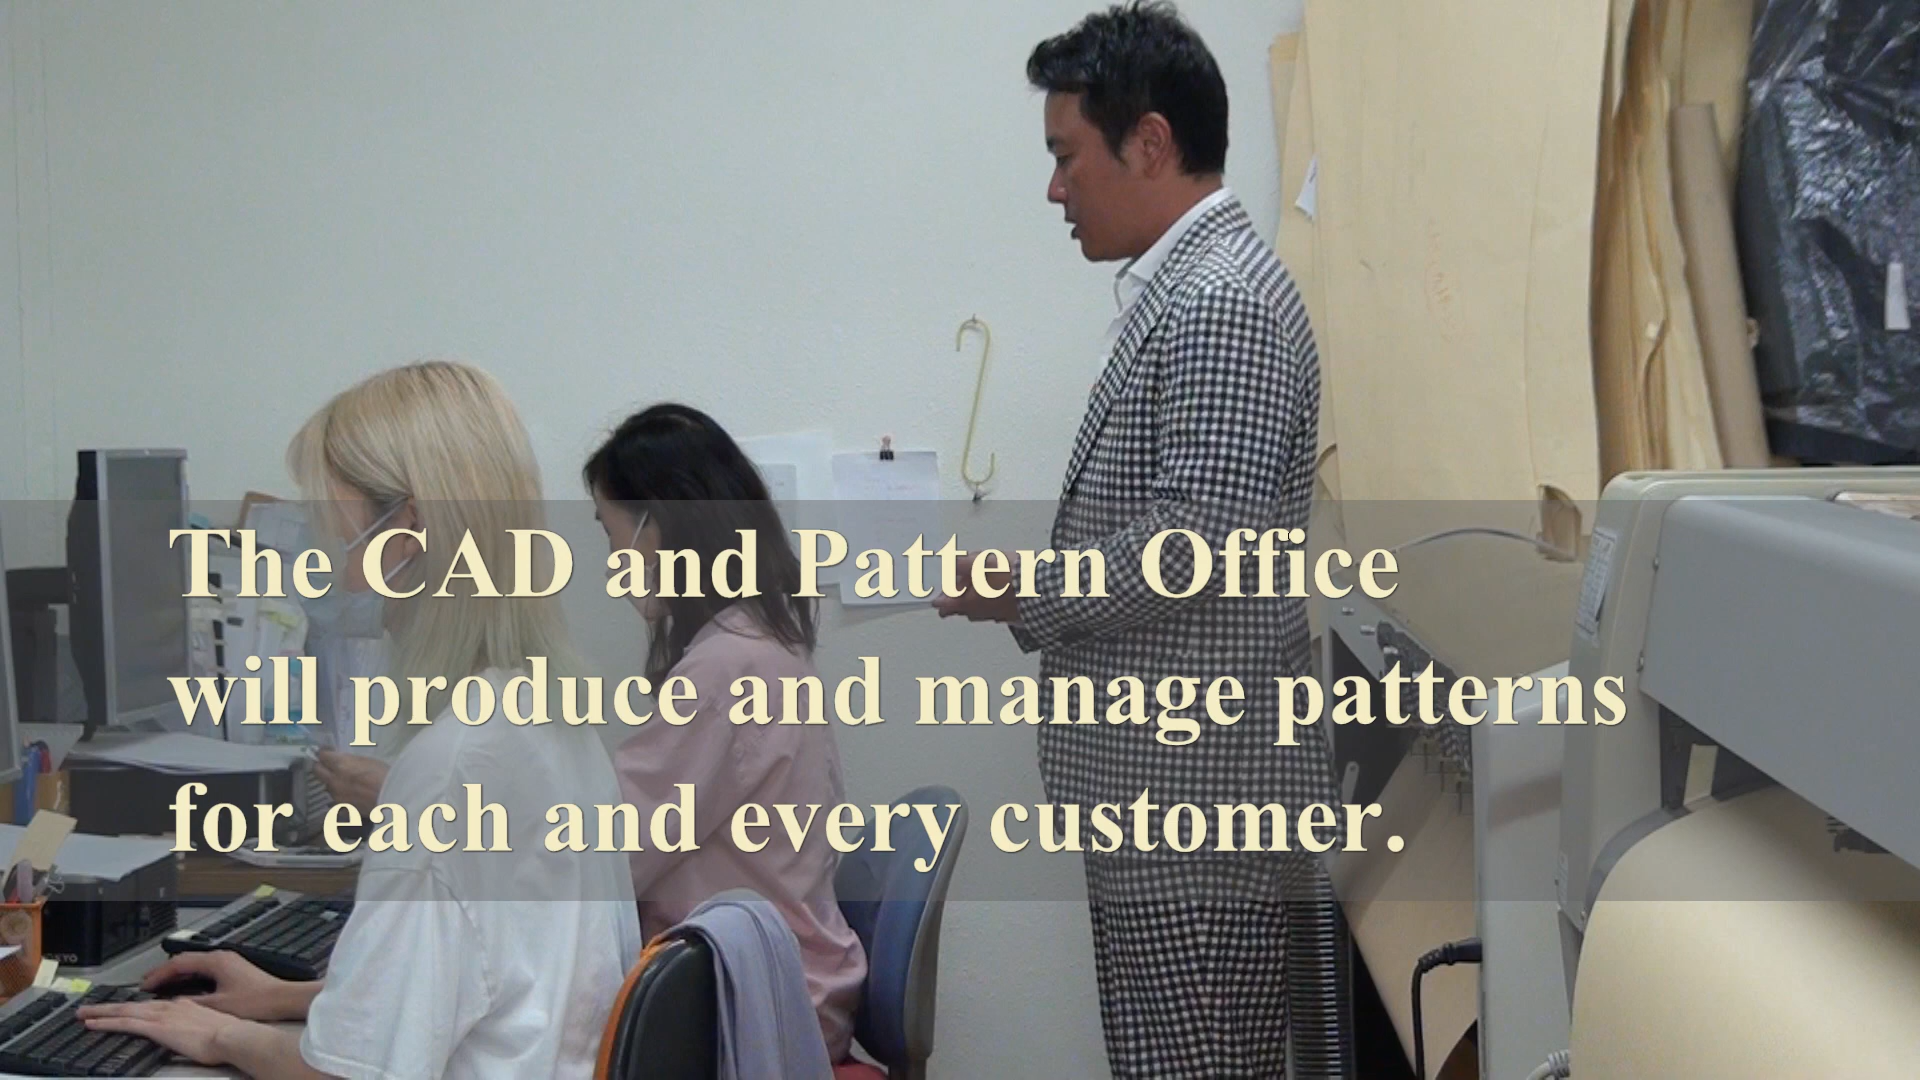 The CAD and Pattern Office
will produce and manage patterns
for each and every customer.